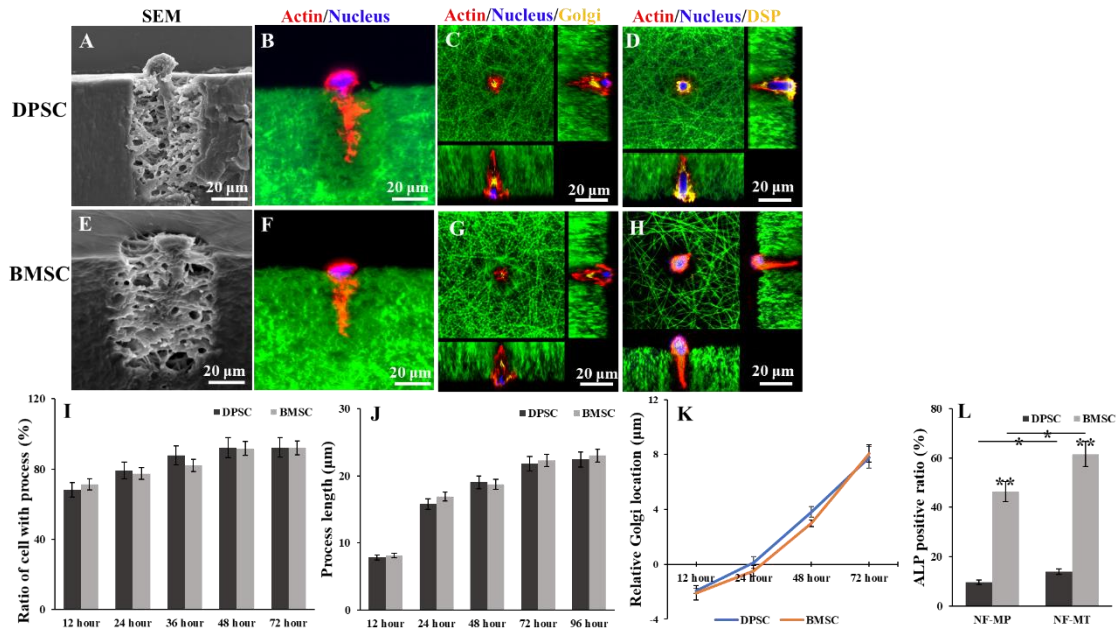 SEM Actin/Nucleus Actin/Nucleus/Golgi Actin/Nucleus/DSP
A B C D
DPSC
20 μm 20 μm 20 μm 20 μm
E F G H
BMSC
20 μm 20 μm 20 μm 20 μm
I
Ratio of cell with process (%)
DPSC BMSC
120
80
40
0
12 hour 24 hour 36 hour 48 hour 72 hour
J
Process length (μm)
DPSC BMSC
30
20
10
0
12 hour 24 hour 48 hour 72 hour 96 hour
K
Relative Golgi location (μm)
12
8
4
0
-4
12 hour 24 hour 48 hour 72 hour
DPSC BMSC
L
ALP positive ratio (%)
DPSC BMSC
80
60
40
20
0
* *
** **
NF-MP NF-MT